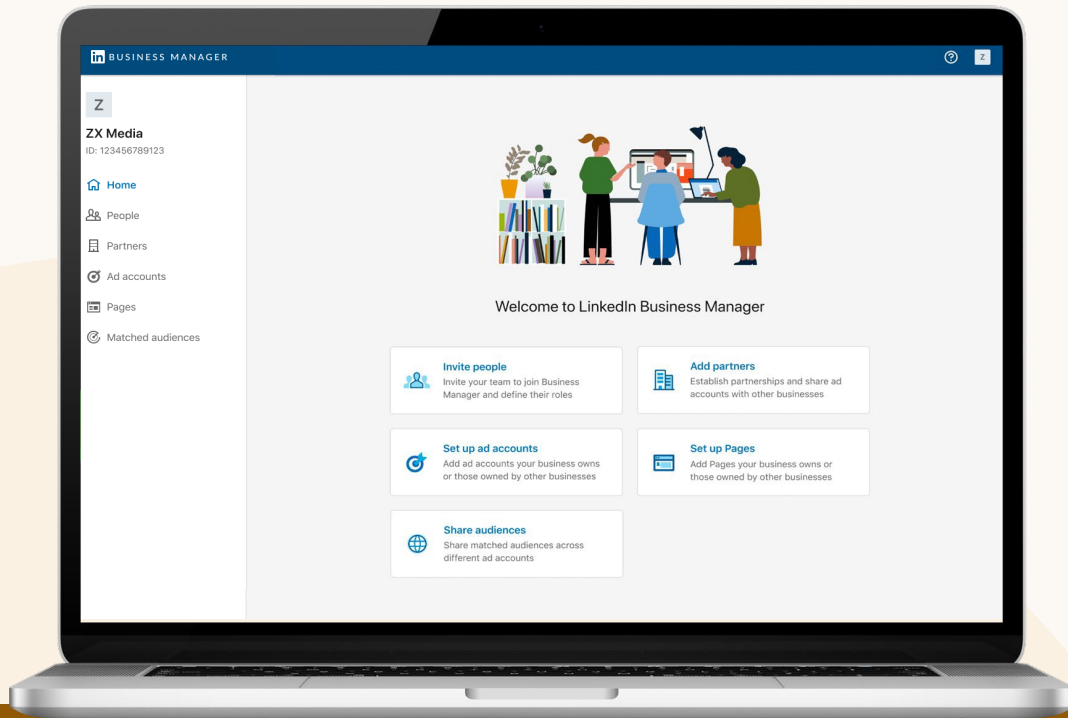 in BUSINESS MANAGER
Z
Z
ZX Media
ID: 123456789123
Home
People
Partners
Ad accounts
Pages
Matched audiences
Welcome to LinkedIn Business Manager
Invite people
Invite your team to join Business
Manager and define their roles
Add partners
Establish partnerships and share ad
accounts with other businesses
Set up ad accounts
Add ad accounts your business owns
or those owned by other businesses
Set up Pages
Add Pages your business owns or
those owned by other businesses
Share audiences
Share matched audiences across
different ad accounts